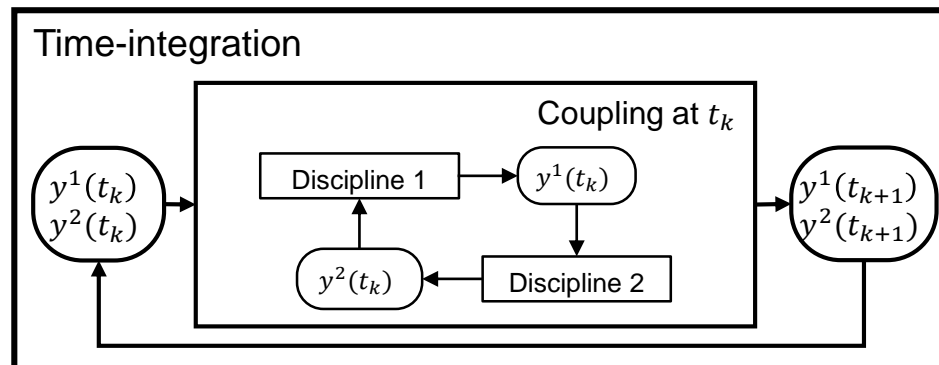 Time-integration
Coupling at $t_k$
$y^1(t_k)$
$y^2(t_k)$
Discipline 1
$y^1(t_k)$
$y^1(t_{k+1})$
$y^2(t_{k+1})$
$y^2(t_k)$
Discipline 2